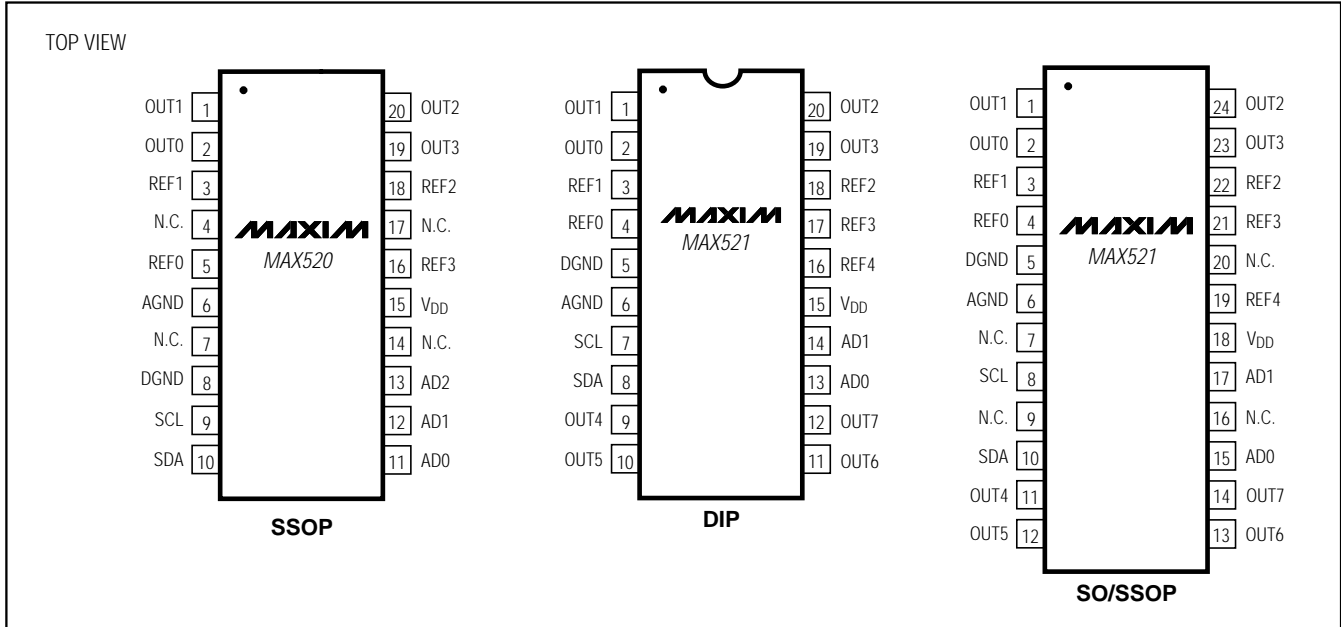 TOP VIEW
OUT1 1
OUT0 2
REF1 3
N.C. 4
REF0 5
AGND 6
N.C. 7
DGND 8
SCL 9
SDA 10
20 OUT2
19 OUT3
18 REF2
17 N.C.
16 REF3
15 VDD
14 N.C.
13 AD2
12 AD1
11 AD0
MAXIM
MAX520
SSOP
OUT1 1
OUT0 2
REF1 3
REF0 4
DGND 5
AGND 6
SCL 7
SDA 8
OUT4 9
OUT5 10
20 OUT2
19 OUT3
18 REF2
17 REF3
16 REF4
15 VDD
14 AD1
13 AD0
12 OUT7
11 OUT6
MAXIM
MAX521
DIP
OUT1 1
OUT0 2
REF1 3
REF0 4
DGND 5
AGND 6
N.C. 7
SCL 8
N.C. 9
SDA 10
OUT4 11
OUT5 12
24 OUT2
23 OUT3
22 REF2
21 REF3
20 N.C.
19 REF4
18 VDD
17 AD1
16 N.C.
15 AD0
14 OUT7
13 OUT6
MAXIM
MAX521
SO/SSOP